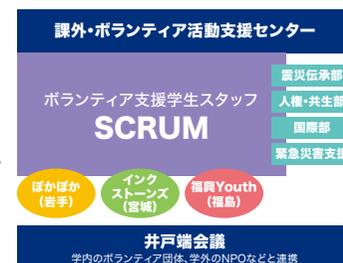 課外・ボランティア活動支援センター
ボランティア支援学生スタッフ
SCRUM
震災伝承部
人権・共生部
国際部
緊急災害支援
ぽかぽか
(岩手)
インク
ストーンズ
(宮城)
福興Youth
(福島)
井戸端会議
学内のボランティア団体、学外のNPOなどと連携